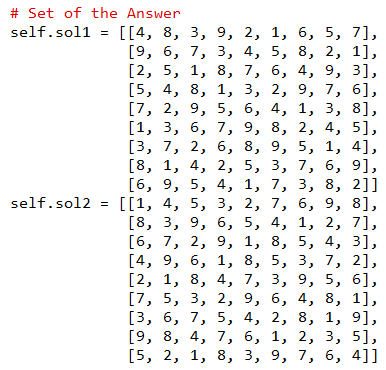 # Set of the Answer
self.sol1 = [[4, 8, 3, 9, 2, 1, 6, 5, 7],
[9, 6, 7, 3, 4, 5, 8, 2, 1],
[2, 5, 1, 8, 7, 6, 4, 9, 3],
[5, 4, 8, 1, 3, 2, 9, 7, 6],
[7, 2, 9, 5, 6, 4, 1, 3, 8],
[1, 3, 6, 7, 9, 8, 2, 4, 5],
[3, 7, 2, 6, 8, 9, 5, 1, 4],
[8, 1, 4, 2, 5, 3, 7, 6, 9],
[6, 9, 5, 4, 1, 7, 3, 8, 2]]
self.sol2 = [[1, 4, 5, 3, 2, 7, 6, 9, 8],
[8, 3, 9, 6, 5, 4, 1, 2, 7],
[6, 7, 2, 9, 1, 8, 5, 4, 3],
[4, 9, 6, 1, 8, 5, 3, 7, 2],
[2, 1, 8, 4, 7, 3, 9, 5, 6],
[7, 5, 3, 2, 9, 6, 4, 8, 1],
[3, 6, 7, 5, 4, 2, 8, 1, 9],
[9, 8, 4, 7, 6, 1, 2, 3, 5],
[5, 2, 1, 8, 3, 9, 7, 6, 4]]